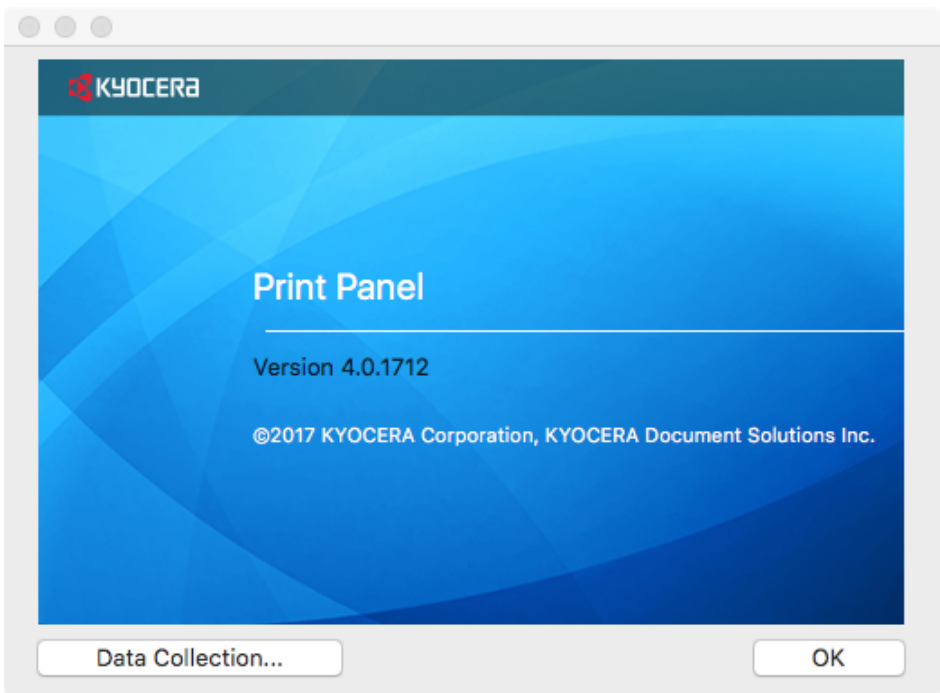 KYOCERA
Print Panel
Version 4.0.1712
©2017 KYOCERA Corporation, KYOCERA Document Solutions Inc.
Data Collection...
OK